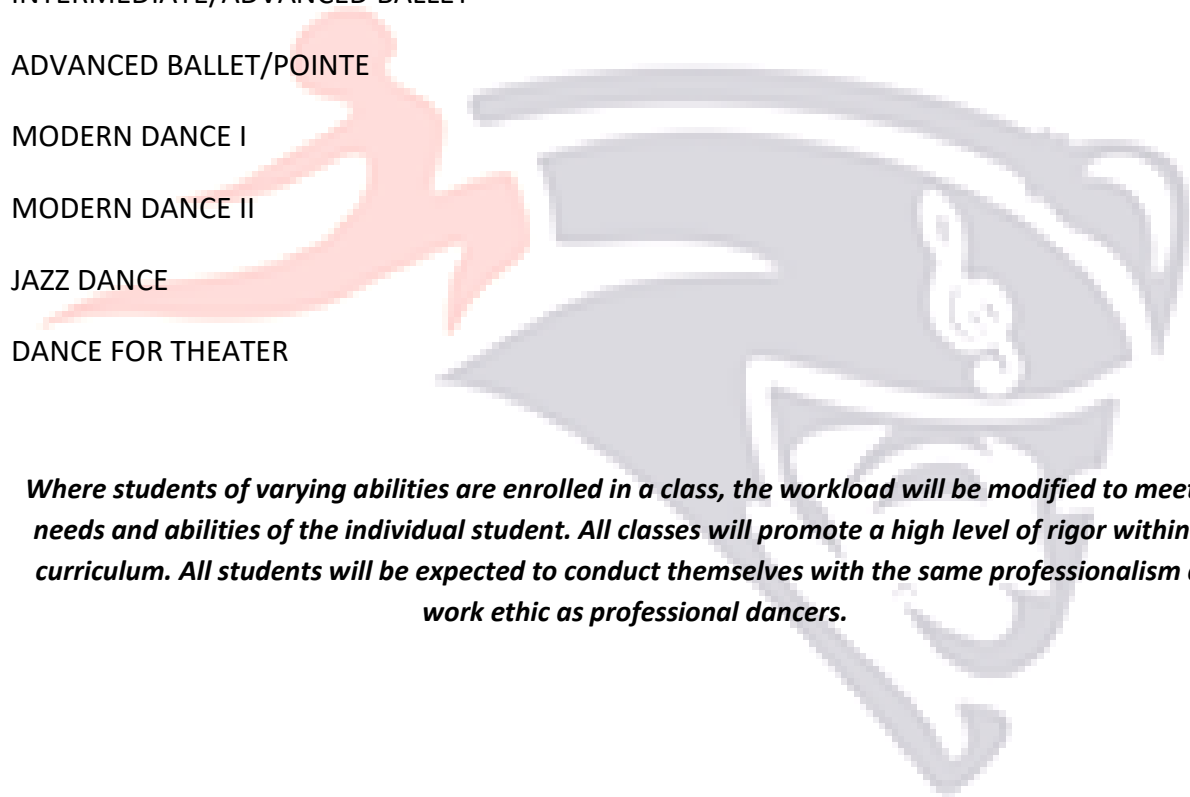 INTERMEDIATE/ADVANCED BALLET
ADVANCED BALLET/POINTE
MODERN DANCE I
MODERN DANCE II
JAZZ DANCE
DANCE FOR THEATER
Where students of varying abilities are enrolled in a class, the workload will be modified to meet
needs and abilities of the individual student. All classes will promote a high level of rigor within
curriculum. All students will be expected to conduct themselves with the same professionalism
work ethic as professional dancers.